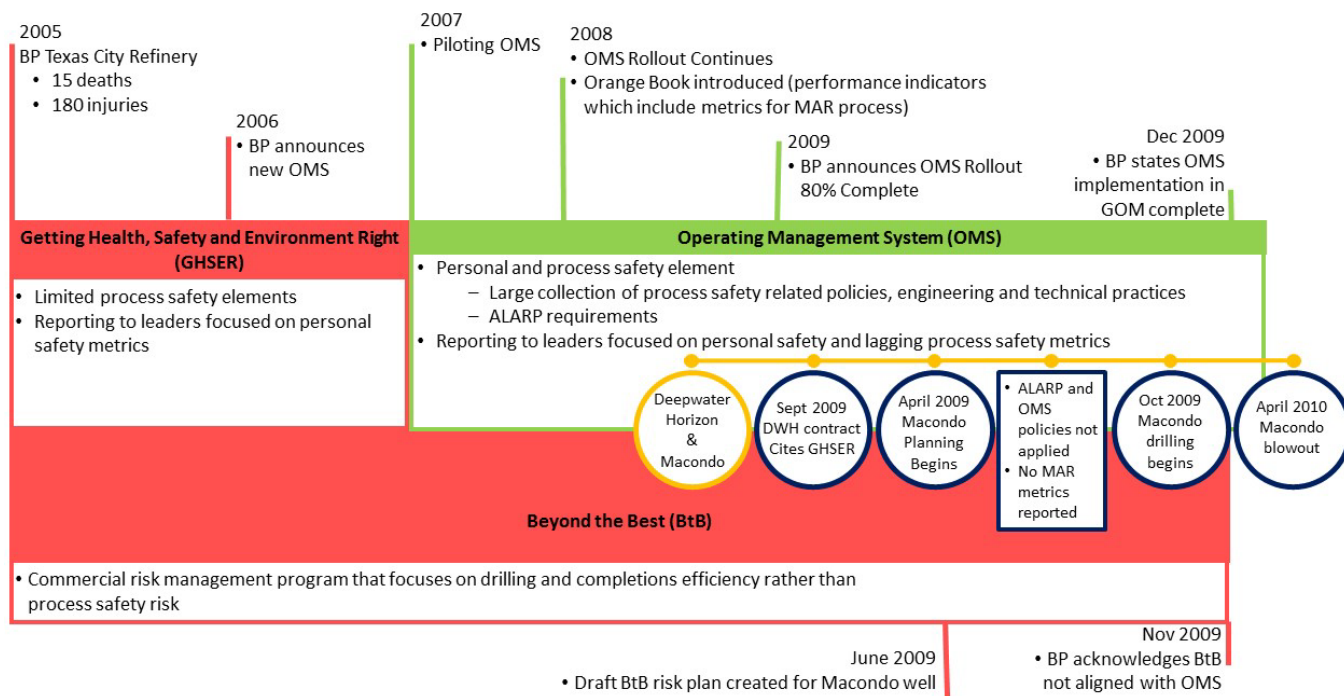 2005
BP Texas City Refinery
• 15 deaths
• 180 injuries
2006
• BP announces
new OMS
2007
• Piloting OMS
2008
• OMS Rollout Continues
• Orange Book introduced (performance indicators
which include metrics for MAR process)
2009
• BP announces OMS Rollout
80% Complete
Dec 2009
• BP states OMS
implementation in
GOM complete
Getting Health, Safety and Environment Right
(GHSER)
• Limited process safety elements
• Reporting to leaders focused on personal
safety metrics
Operating Management System (OMS)
• Personal and process safety element
– Large collection of process safety related policies, engineering and technical practices
– ALARP requirements
• Reporting to leaders focused on personal safety and lagging process safety metrics
Deepwater
Horizon
&
Macondo
Sept 2009
DWH contract
Cites GHSER
April 2009
Macondo
Planning
Begins
• ALARP and
OMS
policies not
applied
• No MAR
metrics
reported
Oct 2009
Macondo
drilling
begins
April 2010
Macondo
blowout
Beyond the Best (BtB)
• Commercial risk management program that focuses on drilling and completions efficiency rather than
process safety risk
June 2009
• Draft BtB risk plan created for Macondo well
Nov 2009
• BP acknowledges BtB
not aligned with OMS